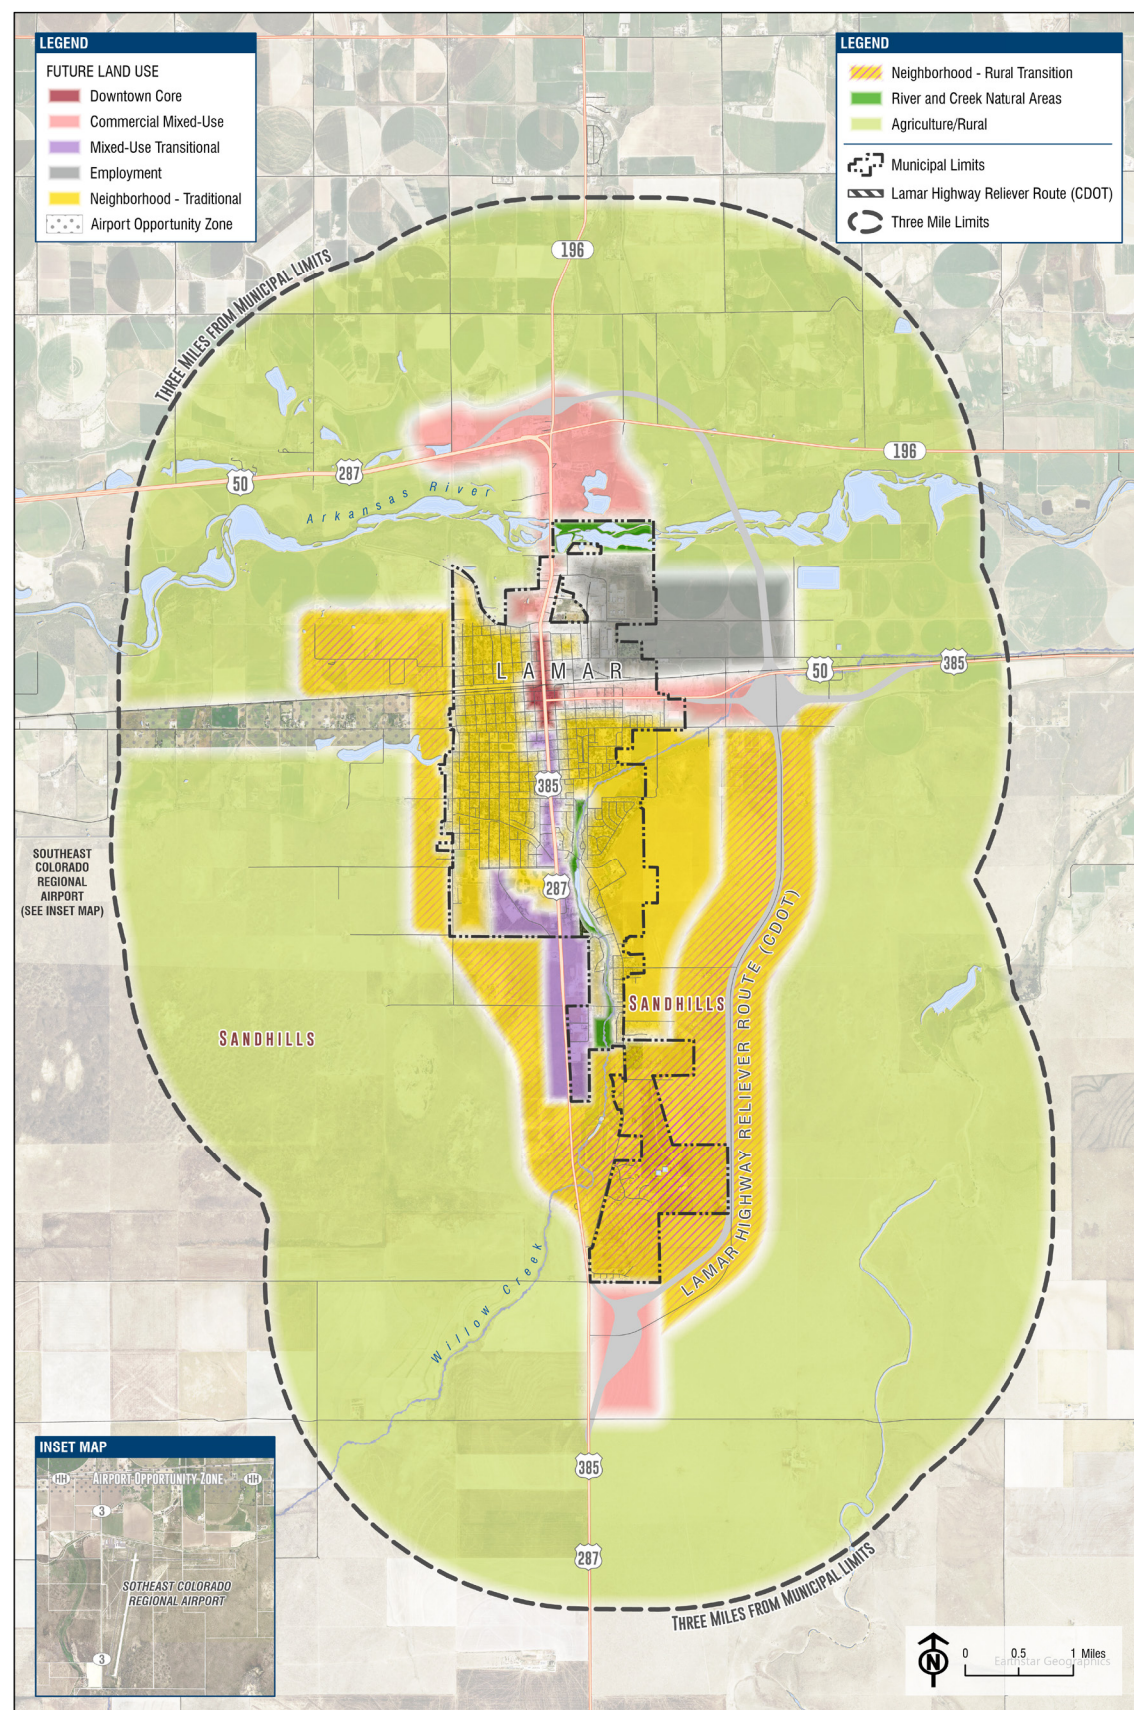 LEGEND
FUTURE LAND USE
Downtown Core
Commercial Mixed-Use
Mixed-Use Transitional
Employment
Neighborhood - Traditional
Airport Opportunity Zone
LEGEND
Neighborhood - Rural Transition
River and Creek Natural Areas
Agriculture/Rural
Municipal Limits
Lamar Highway Reliever Route (CDOT)
Three Mile Limits
THREE MILES FROM MUNICIPAL LIMITS
196
196
287
50
Arkansas River
LAMAR
50
385
385
SOUTHEAST
COLORADO
REGIONAL
AIRPORT
(SEE INSET MAP)
287
SANDHILLS
SANDHILLS
LAMAR HIGHWAY RELIEVER ROUTE (CDOT)
Willow Creek
385
287
THREE MILES FROM MUNICIPAL LIMITS
INSET MAP
HH
AIRPORT OPPORTUNITY ZONE
HH
3
SOTHEAST COLORADO
REGIONAL AIRPORT
3
N
0 0.5 1 Miles
Earthstar Geographics